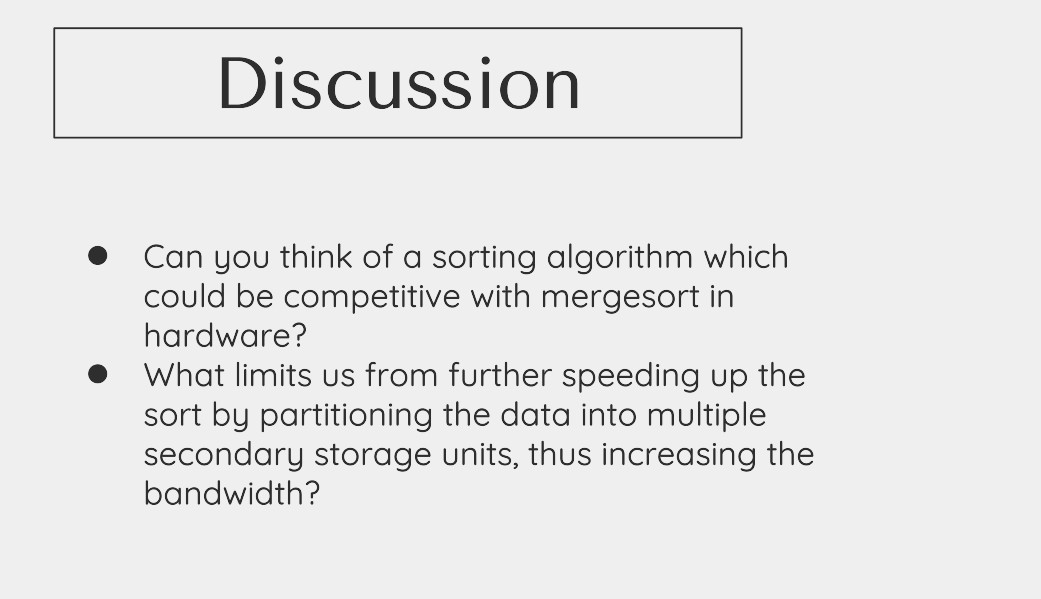 Discussion
● Can you think of a sorting algorithm which
could be competitive with mergesort in
hardware?
● What limits us from further speeding up the
sort by partitioning the data into multiple
secondary storage units, thus increasing the
bandwidth?